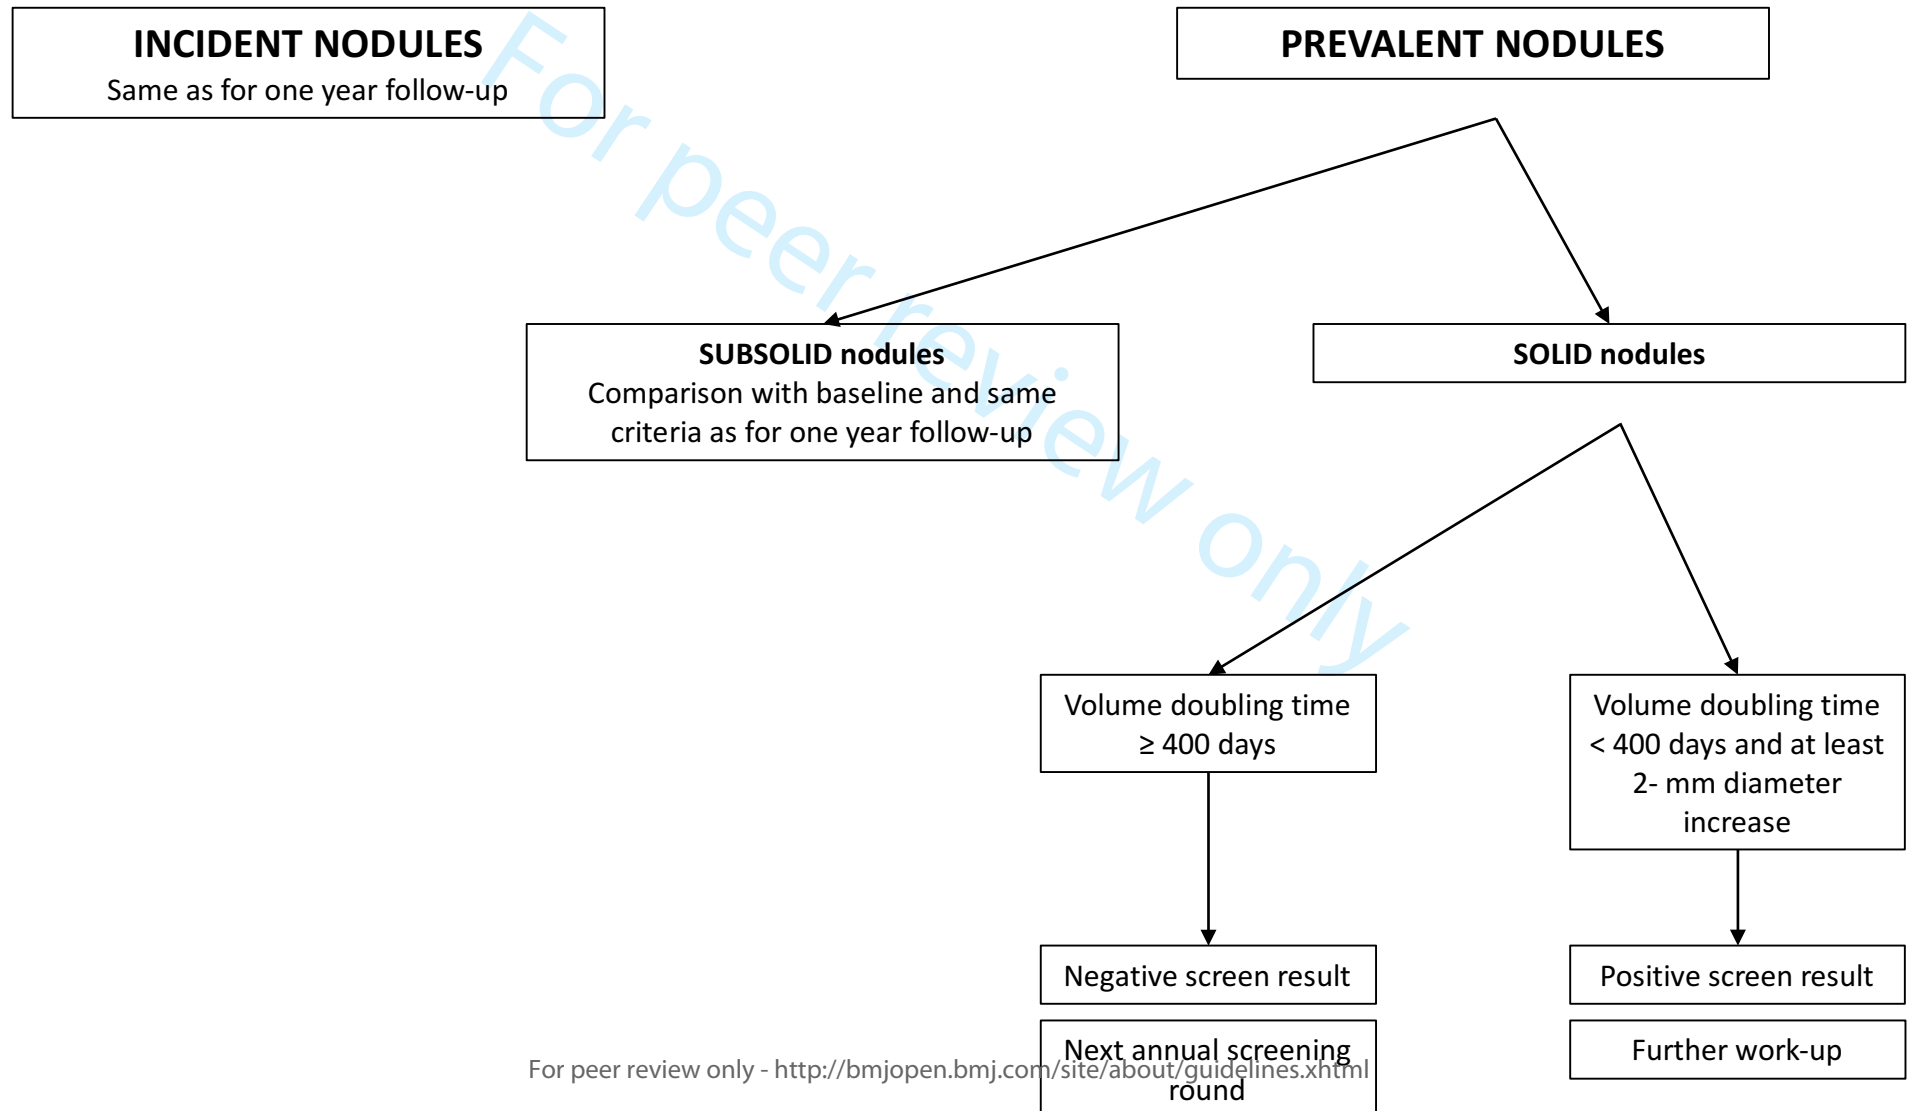 INCIDENT NODULES
Same as for one year follow-up
PREVALENT NODULES
For peer review only
SUBSOLID nodules
Comparison with baseline and same
criteria as for one year follow-up
SOLID nodules
Volume doubling time
≥ 400 days
Volume doubling time
< 400 days and at least
2- mm diameter
increase
Negative screen result
Positive screen result
Next annual screening
round
Further work-up
For peer review only - http://bmjopen.bmj.com/site/about/guidelines.xhtml